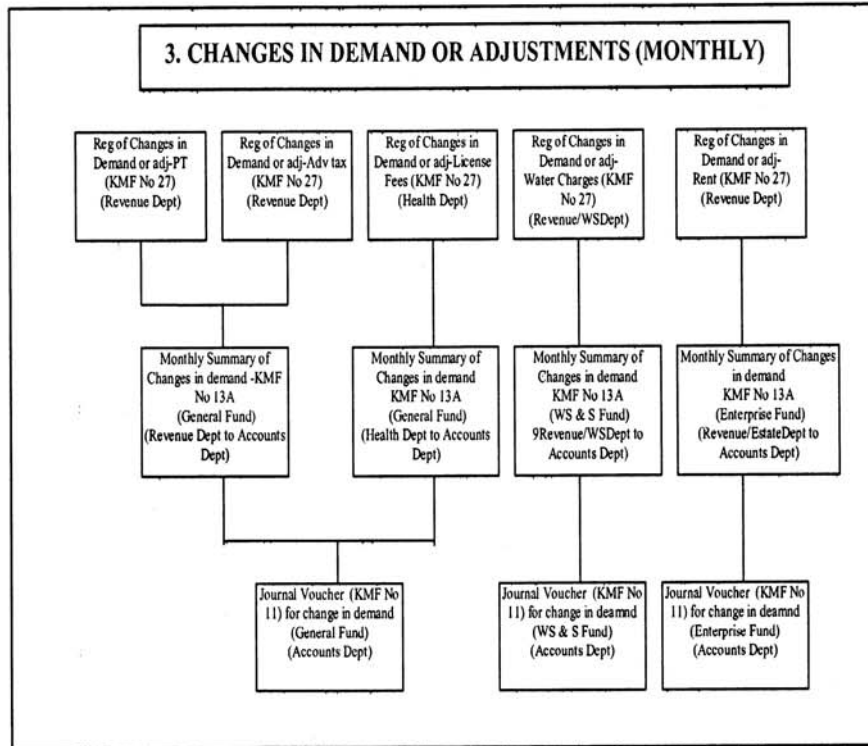 3. CHANGES IN DEMAND OR ADJUSTMENTS (MONTHLY)
Reg of Changes in
Demand or adj-PT
(KMF No 27)
(Revenue Dept)
Reg of Changes in
Demand or adj-Adv tax
(KMF No 27)
(Revenue Dept)
Reg of Changes in
Demand or adj-License
Fees (KMF No 27)
(Health Dept)
Reg of Changes in
Demand or adj-
Water Charges (KMF
No 27)
(Revenue/WSDept)
Reg of Changes in
Demand or adj-
Rent (KMF No 27)
(Revenue Dept)
Monthly Summary of
Changes in demand -KMF
No 13A
(General Fund)
(Revenue Dept to Accounts
Dept)
Monthly Summary of
Changes in demand
KMF No 13A
(General Fund)
(Health Dept to Accounts
Dept)
Monthly Summary of
Changes in demand
KMF No 13A
(WS & S Fund)
9Revenue/WSDept to
Accounts Dept)
Monthly Summary of Changes
in demand
KMF No 13A
(Enterprise Fund)
(Revenue/EstateDept to
Accounts Dept)
Journal Voucher (KMF No
11) for change in demand
(General Fund)
(Accounts Dept)
Journal Voucher (KMF No
11) for change in deamnd
(WS & S Fund)
(Accounts Dept)
Journal Voucher (KMF No
11) for change in deamnd
(Enterprise Fund)
(Accounts Dept)